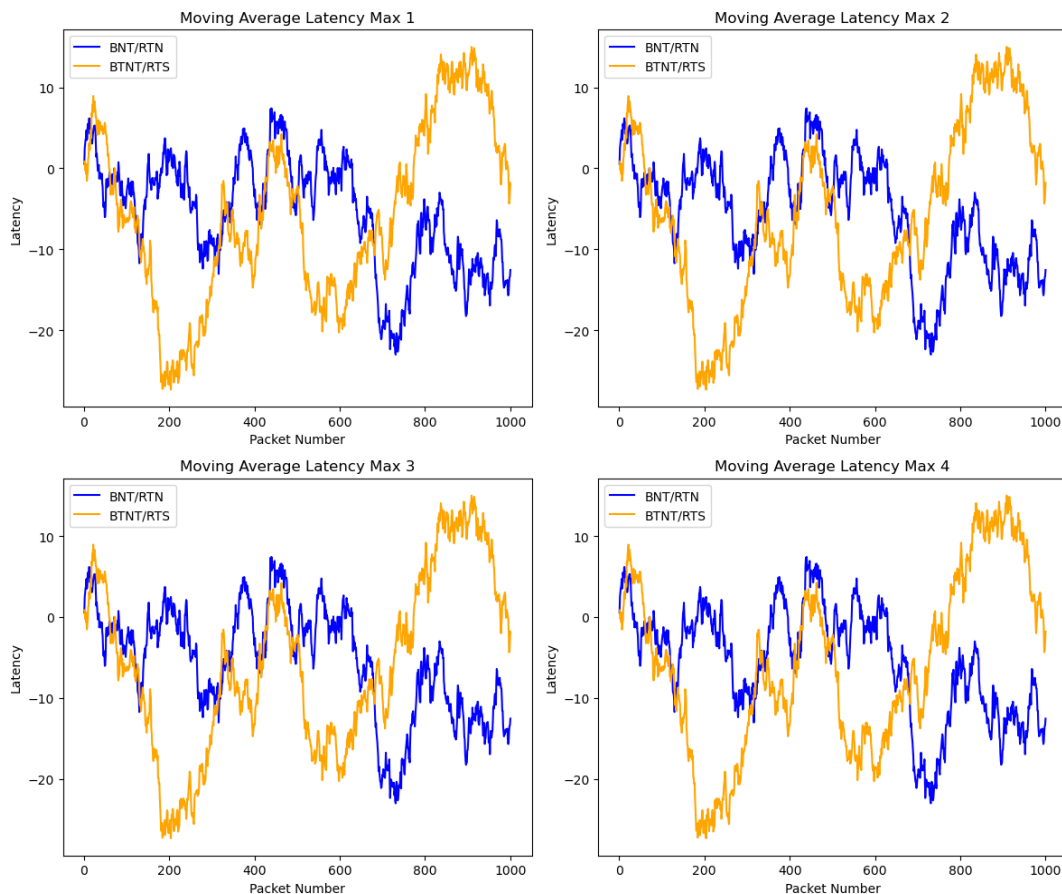 Moving Average Latency Max 1
BNT/RTN
BTNT/RTS
10
0
−10
−20
Latency
0 200 400 600 800 1000
Packet Number
Moving Average Latency Max 2
BNT/RTN
BTNT/RTS
10
0
−10
−20
Latency
0 200 400 600 800 1000
Packet Number
Moving Average Latency Max 3
BNT/RTN
BTNT/RTS
10
0
−10
−20
Latency
0 200 400 600 800 1000
Packet Number
Moving Average Latency Max 4
BNT/RTN
BTNT/RTS
10
0
−10
−20
Latency
0 200 400 600 800 1000
Packet Number